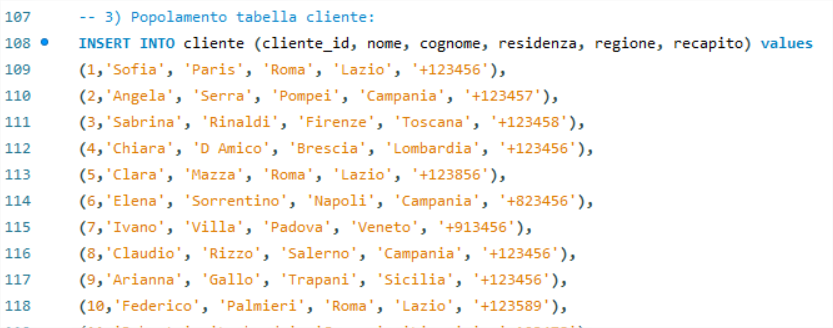 107 -- 3) Popolamento tabella cliente:
108 INSERT INTO cliente (cliente_id, nome, cognome, residenza, regione, recapito) values
109 (1,'Sofia', 'Paris', 'Roma', 'Lazio', '+123456'),
110 (2,'Angela', 'Serra', 'Pompei', 'Campania', '+123457'),
111 (3,'Sabrina', 'Rinaldi', 'Firenze', 'Toscana', '+123458'),
112 (4,'Chiara', 'D Amico', 'Brescia', 'Lombardia', '+123456'),
113 (5,'Clara', 'Mazza', 'Roma', 'Lazio', '+123856'),
114 (6,'Elena', 'Sorrentino', 'Napoli', 'Campania', '+823456'),
115 (7,'Ivano', 'Villa', 'Padova', 'Veneto', '+913456'),
116 (8,'Claudio', 'Rizzo', 'Salerno', 'Campania', '+123456'),
117 (9,'Arianna', 'Gallo', 'Trapani', 'Sicilia', '+123456'),
118 (10,'Federico', 'Palmieri', 'Roma', 'Lazio', '+123589'),